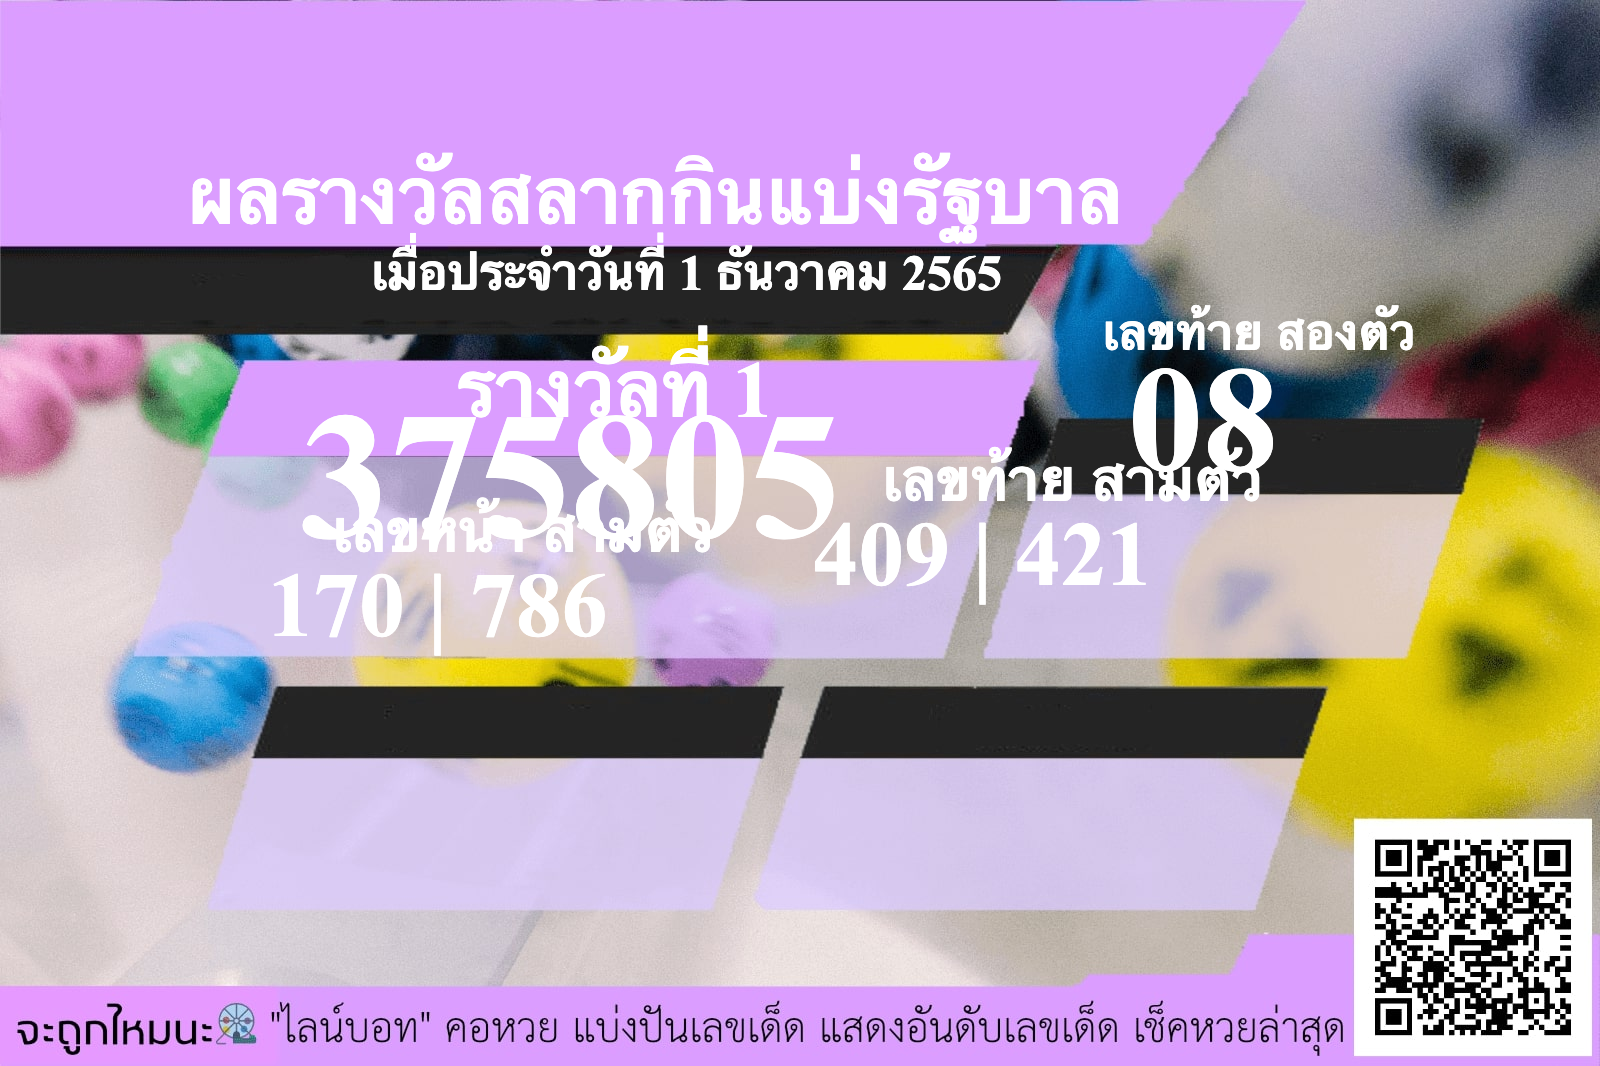 ผลรางวัลสลากกินแบ่งรัฐบาล
เมื่อประจำวันที่ 1 ธันวาคม 2565
เลขท้าย สองตัว
08
รางวัลที่ 1
375805
เลขท้าย สามตัว
409 | 421
เลขหน้า สามตัว
170 | 786
จะถูกไหมนะ "ไลน์บอท" คอหวย แบ่งปันเลขเด็ด แสดงอันดับเลขเด็ด เช็คหวยล่าสุด